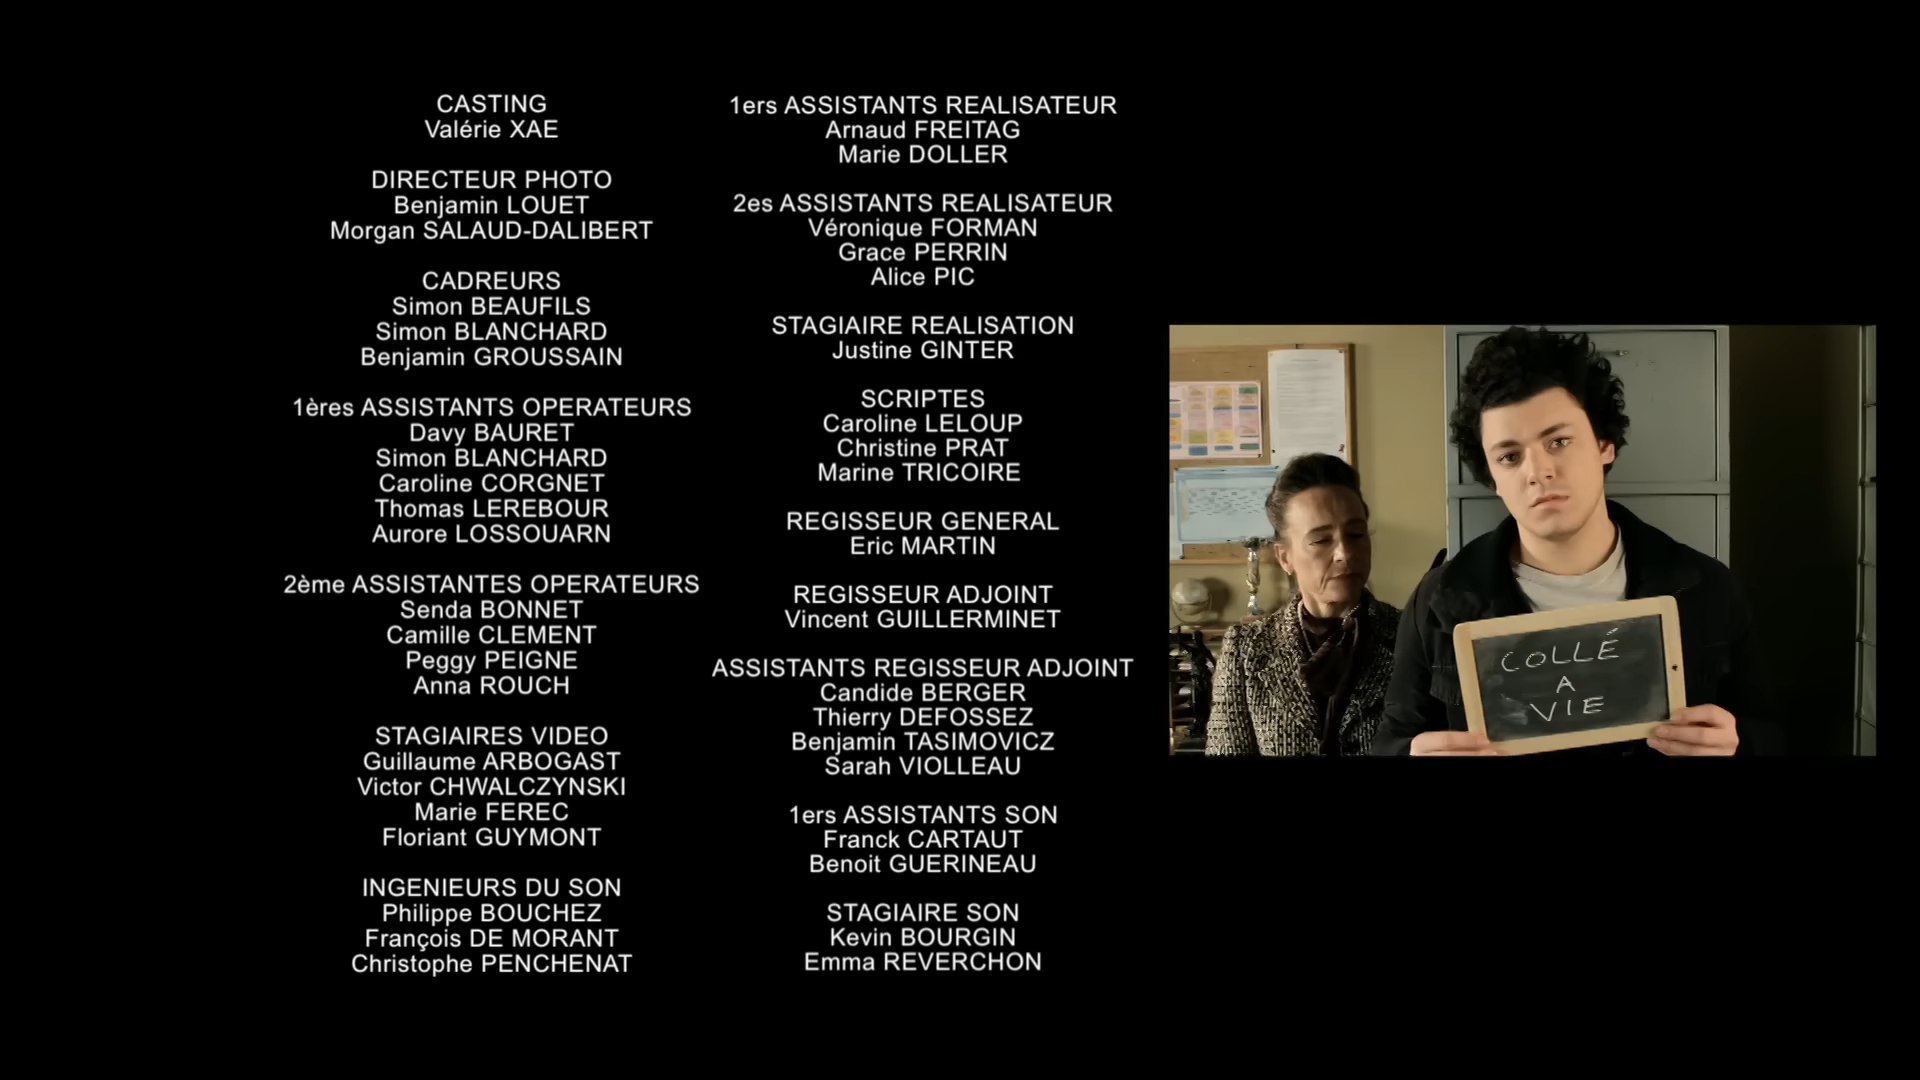 CASTING
Valérie XAE
DIRECTEUR PHOTO
Benjamin LOUET
Morgan SALAUD-DALIBERT
CADREURS
Simon BEAUFILS
Simon BLANCHARD
Benjamin GROUSSAIN
1ères ASSISTANTS OPERATEURS
Davy BAURET
Simon BLANCHARD
Caroline CORGNET
Thomas LEREBOUR
Aurore LOSSOUARN
2ème ASSISTANTES OPERATEURS
Senda BONNET
Camille CLEMENT
Peggy PEIGNE
Anna ROUCH
STAGIAIRES VIDEO
Guillaume ARBOGAST
Victor CHWALCZYNSKI
Marie FEREC
Floriant GUYMONT
INGENIEURS DU SON
Philippe BOUCHEZ
François DE MORANT
Christophe PENCHENAT
1ers ASSISTANTS REALISATEUR
Arnaud FREITAG
Marie DOLLER
2es ASSISTANTS REALISATEUR
Véronique FORMAN
Grace PERRIN
Alice PIC
STAGIAIRE REALISATION
Justine GINTER
SCRIPTES
Caroline LELOUP
Christine PRAT
Marine TRICOIRE
REGISSEUR GENERAL
Eric MARTIN
REGISSEUR ADJOINT
Vincent GUILLERMINET
ASSISTANTS REGISSEUR ADJOINT
Candide BERGER
Thierry DEFOSSEZ
Benjamin TASIMOVICZ
Sarah VIOLLEAU
1ers ASSISTANTS SON
Franck CARTAUT
Benoit GUERINEAU
STAGIAIRE SON
Kevin BOURGIN
Emma REVERCHON
COLLÉ
A
VIE